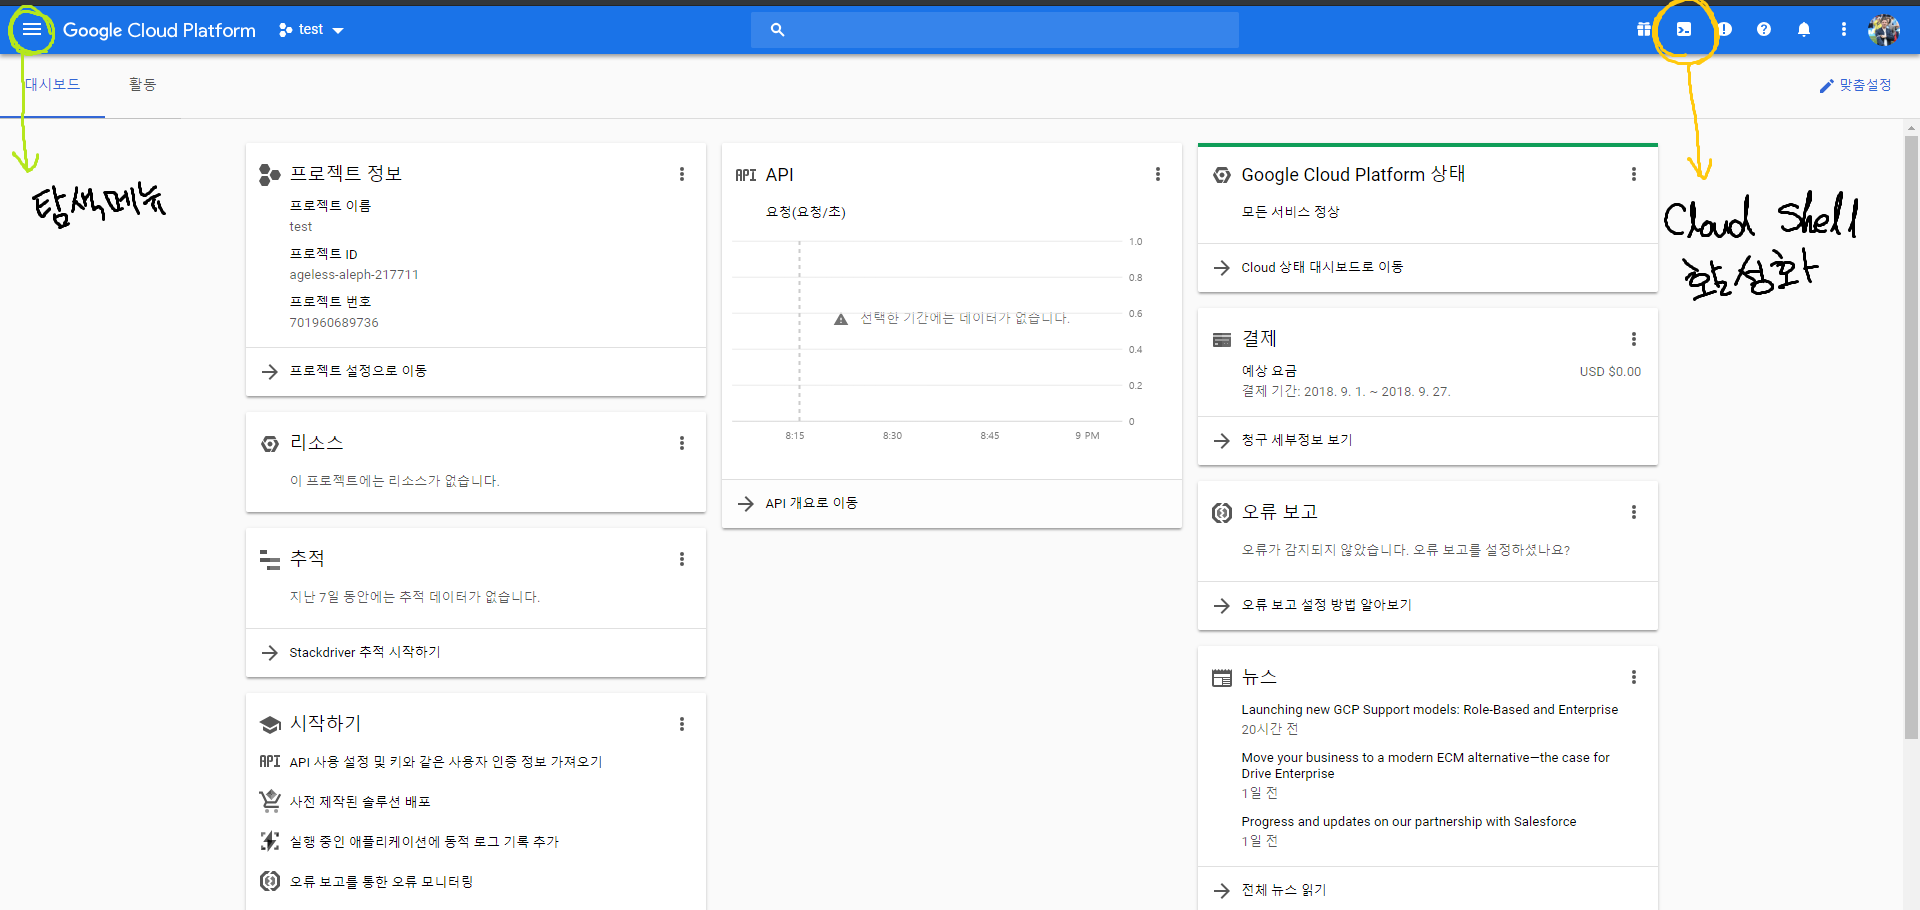 Google Cloud Platform
test
대시보드
활동
맞춤설정
탐색메뉴
Cloud Shell
활성화
프로젝트 정보
프로젝트 이름
test
프로젝트 ID
ageless-aleph-217711
프로젝트 번호
701960689736
프로젝트 설정으로 이동
리소스
이 프로젝트에는 리소스가 없습니다.
추적
지난 7일 동안에는 추적 데이터가 없습니다.
Stackdriver 추적 시작하기
시작하기
API API 사용 설정 및 키와 같은 사용자 인증 정보 가져오기
사전 제작된 솔루션 배포
실행 중인 애플리케이션에 동적 로그 기록 추가
오류 보고를 통한 오류 모니터링
API API
요청(요청/초)
1.0
0.8
선택한 기간에는 데이터가 없습니다.
0.6
0.4
0.2
0
8:15 8:30 8:45 9 PM
API 개요로 이동
Google Cloud Platform 상태
모든 서비스 정상
Cloud 상태 대시보드로 이동
결제
예상 요금 USD $0.00
결제 기간: 2018. 9. 1. ~ 2018. 9. 27.
청구 세부정보 보기
오류 보고
오류가 감지되지 않았습니다. 오류 보고를 설정하셨나요?
오류 보고 설정 방법 알아보기
뉴스
Launching new GCP Support models: Role-Based and Enterprise
20시간 전
Move your business to a modern ECM alternative—the case for
Drive Enterprise
1일 전
Progress and updates on our partnership with Salesforce
1일 전
전체 뉴스 읽기